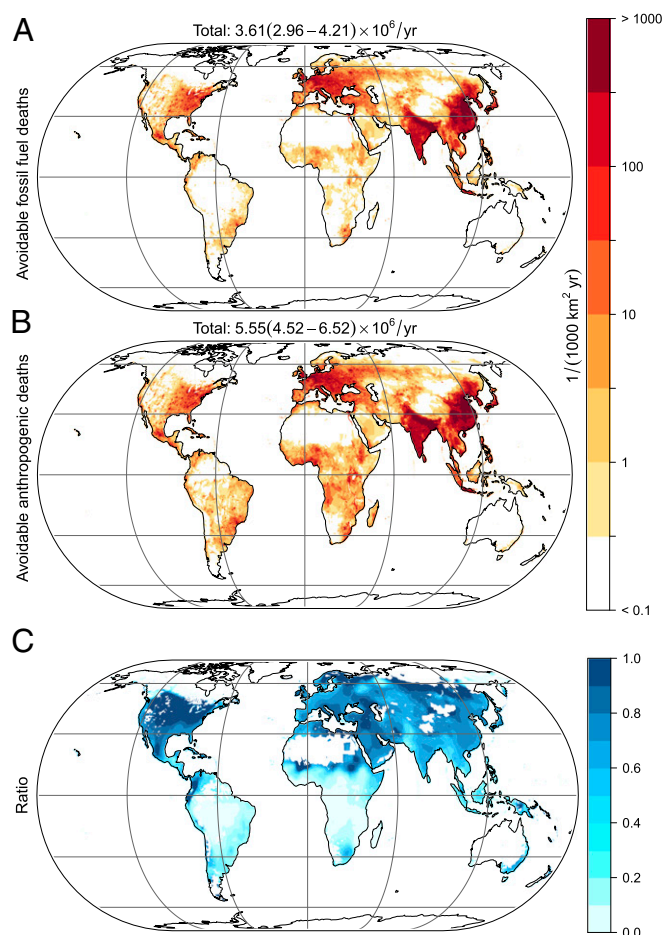 A
Total: 3.61(2.96−4.21)×10⁶/yr
Avoidable fossil fuel deaths
B
Total: 5.55(4.52−6.52)×10⁶/yr
Avoidable anthropogenic deaths
> 1000
100
10
1
< 0.1
1/(1000 km² yr)
C
Ratio
1.0
0.8
0.6
0.4
0.2
0.0